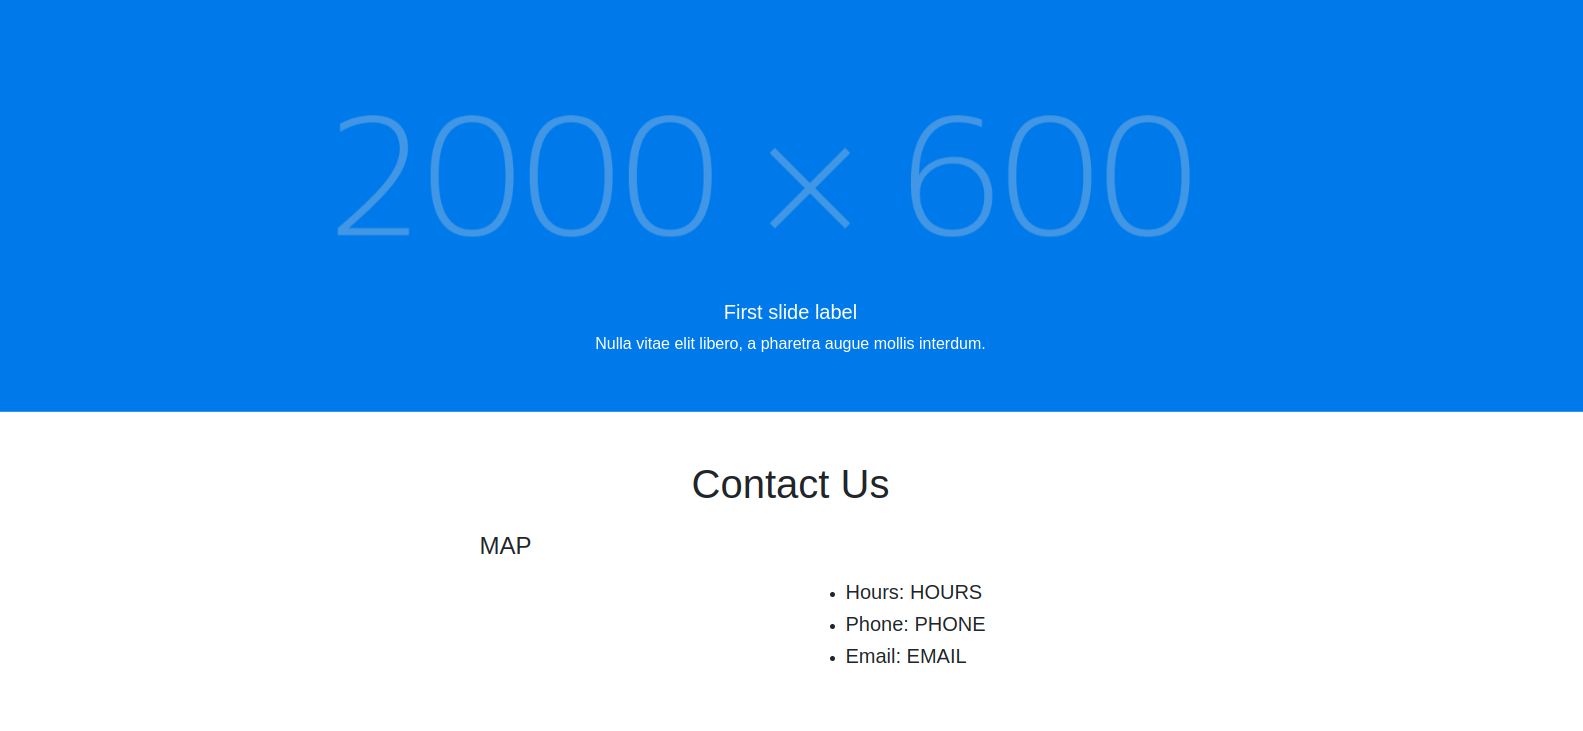 2000 × 600
First slide label
Nulla vitae elit libero, a pharetra augue mollis interdum.
Contact Us
MAP
• Hours: HOURS
• Phone: PHONE
• Email: EMAIL